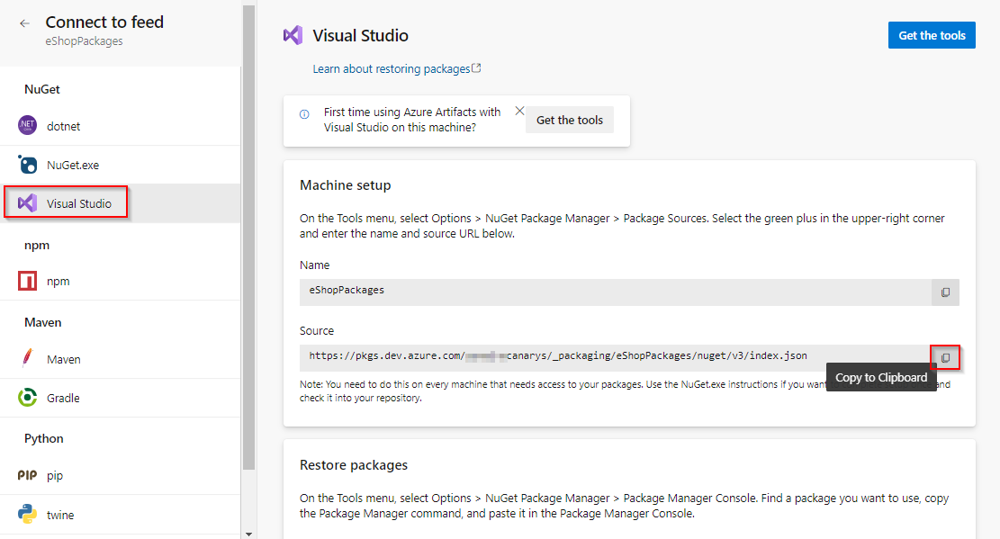 Connect to feed
eShopPackages
NuGet
.NET
dotnet
NuGet.exe
Visual Studio
npm
npm
Maven
Maven
Gradle
Python
PIP
pip
twine
Visual Studio
Get the tools
Learn about restoring packages
First time using Azure Artifacts with
Visual Studio on this machine?
Get the tools
Machine setup
On the Tools menu, select Options > NuGet Package Manager > Package Sources. Select the green plus in the upper-right corner
and enter the name and source URL below.
Name
eShopPackages
Source
https://pkgs.dev.azure.com/ canarys/_packaging/eShopPackages/nuget/v3/index.json
Copy to Clipboard
Note: You need to do this on every machine that needs access to your packages. Use the NuGet.exe instructions if you want and
check it into your repository.
Restore packages
On the Tools menu, select Options > NuGet Package Manager > Package Manager Console. Find a package you want to use, copy
the Package Manager command, and paste it in the Package Manager Console.